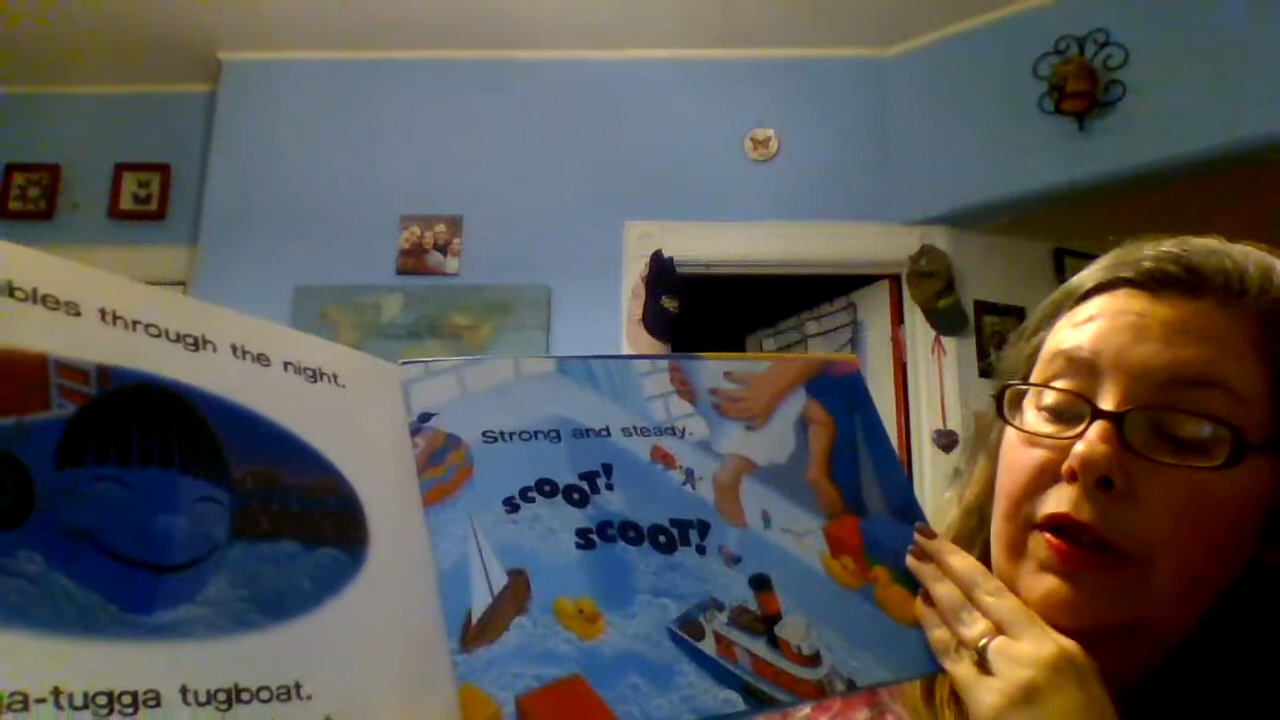 bles through the night.
a-tugga tugboat.
Strong and steady.
SCOOT!
SCOOT!